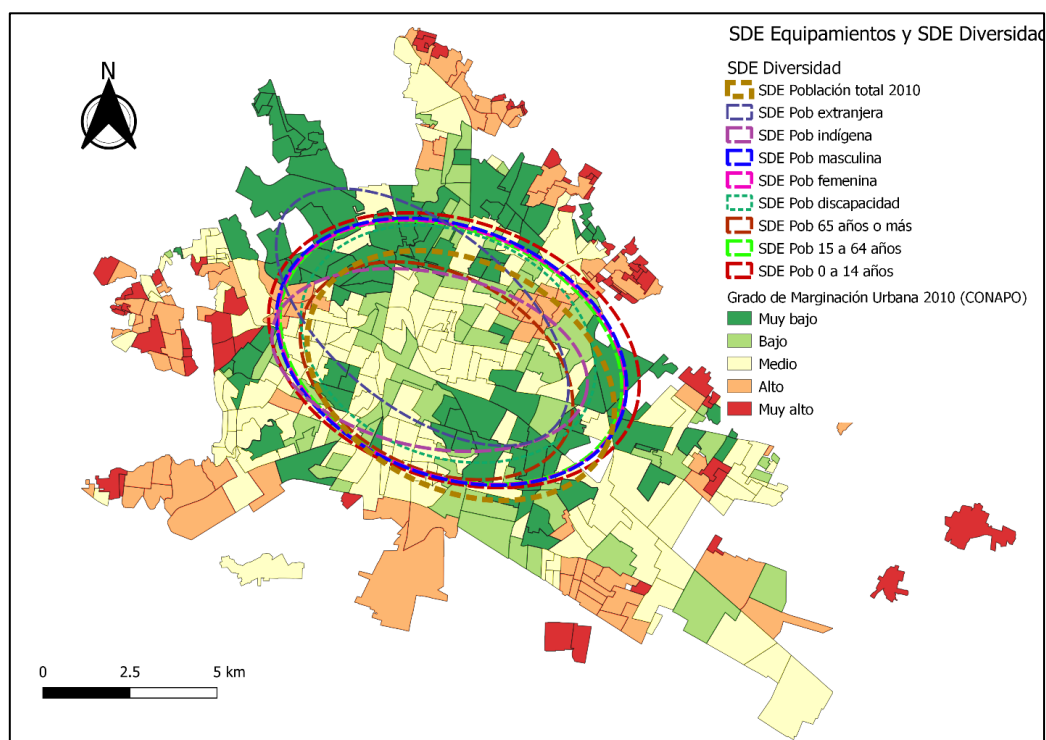 SDE Equipamientos y SDE Diversidad
N
SDE Diversidad
SDE Población total 2010
SDE Pob extranjera
SDE Pob indígena
SDE Pob masculina
SDE Pob femenina
SDE Pob discapacidad
SDE Pob 65 años o más
SDE Pob 15 a 64 años
SDE Pob 0 a 14 años
Grado de Marginación Urbana 2010 (CONAPO)
Muy bajo
Bajo
Medio
Alto
Muy alto
0 2.5 5 km